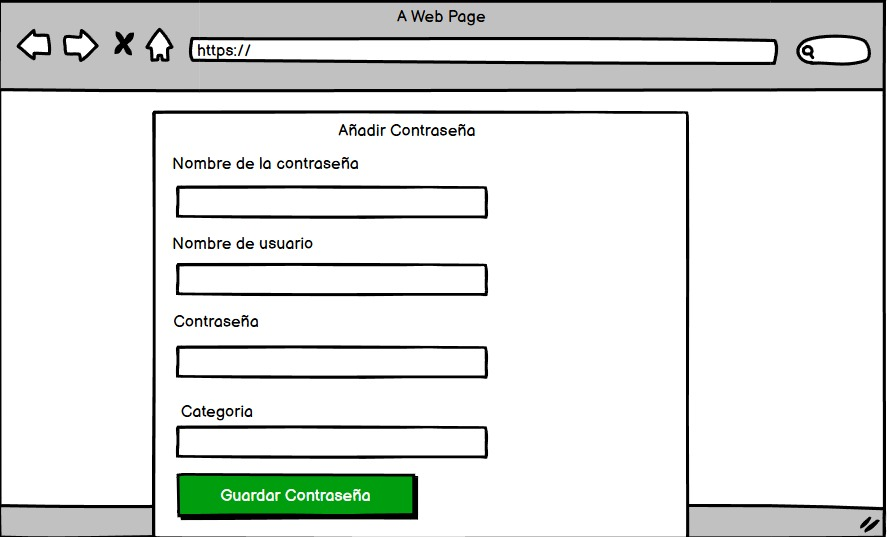 A Web Page
https://
Añadir Contraseña
Nombre de la contraseña
Nombre de usuario
Contraseña
Categoria
Guardar Contraseña